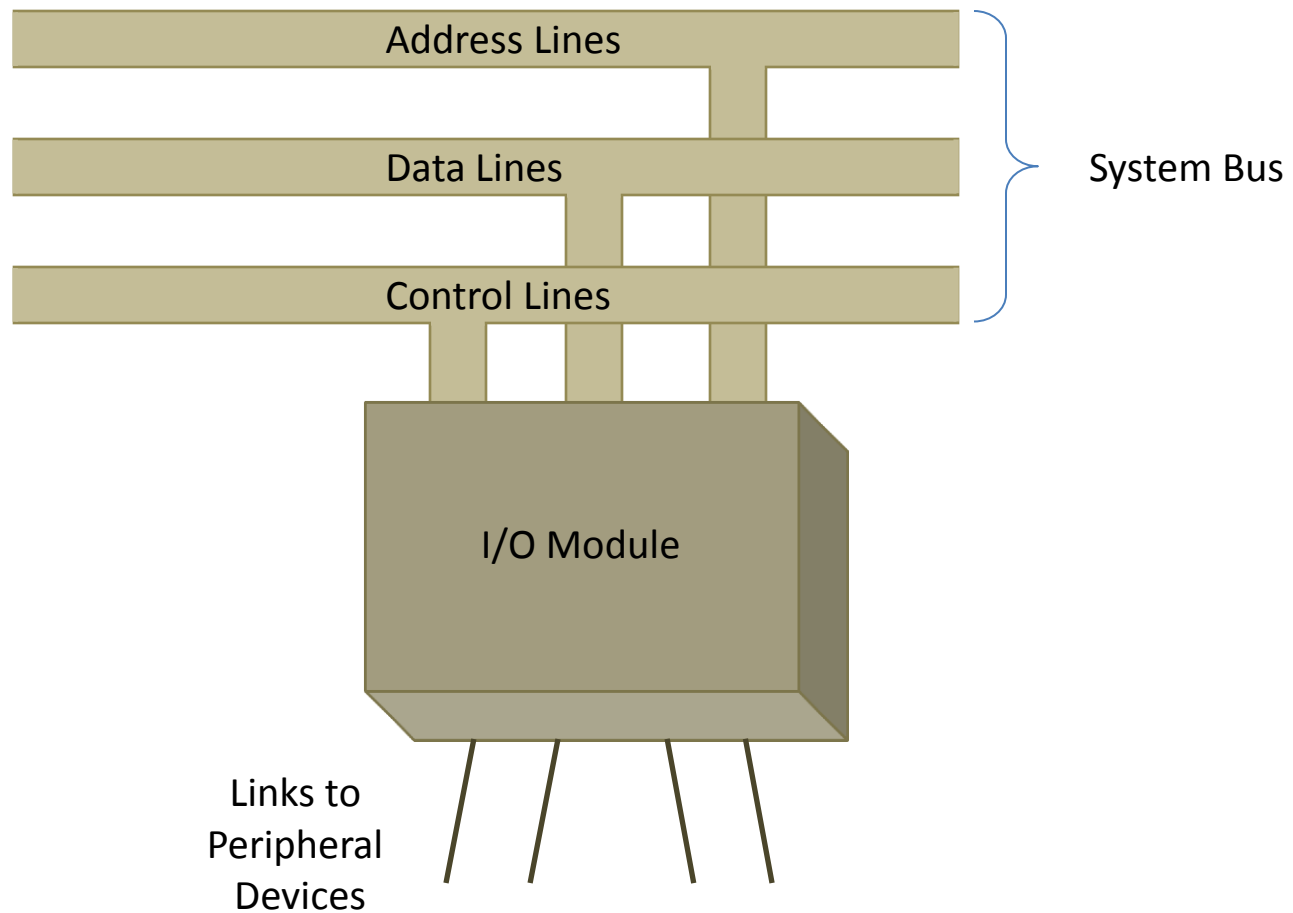 Address Lines
Data Lines
System Bus
Control Lines
I/O Module
Links to
Peripheral
Devices